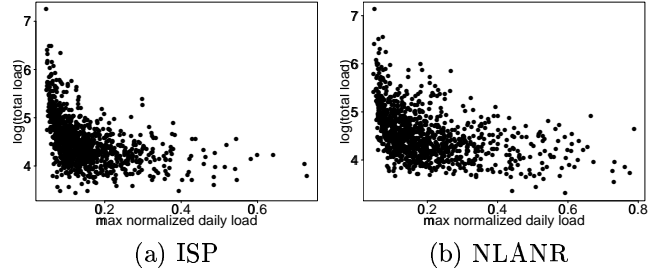 7
6
5
4
log(total load)
0.2 0.4 0.6
max normalized daily load
(a) ISP
7
6
5
4
log(total load)
0.2 0.4 0.6 0.8
max normalized daily load
(b) NLANR